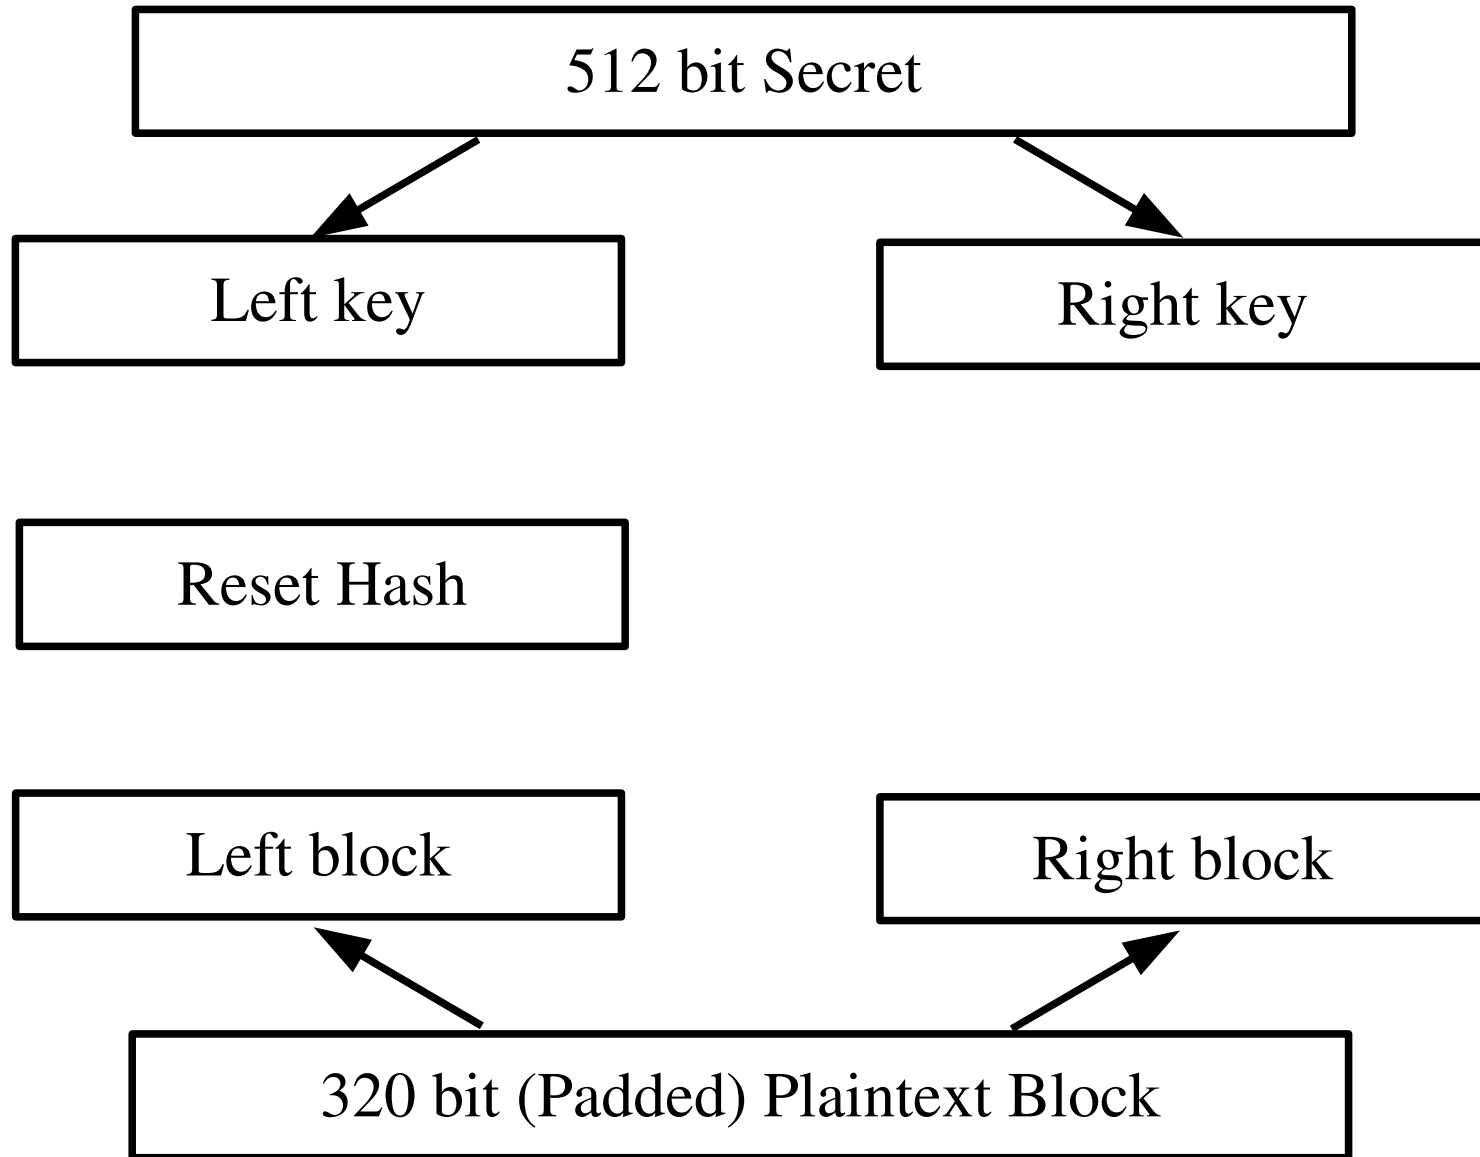 512 bit Secret
Left key
Right key
Reset Hash
Left block
Right block
320 bit (Padded) Plaintext Block